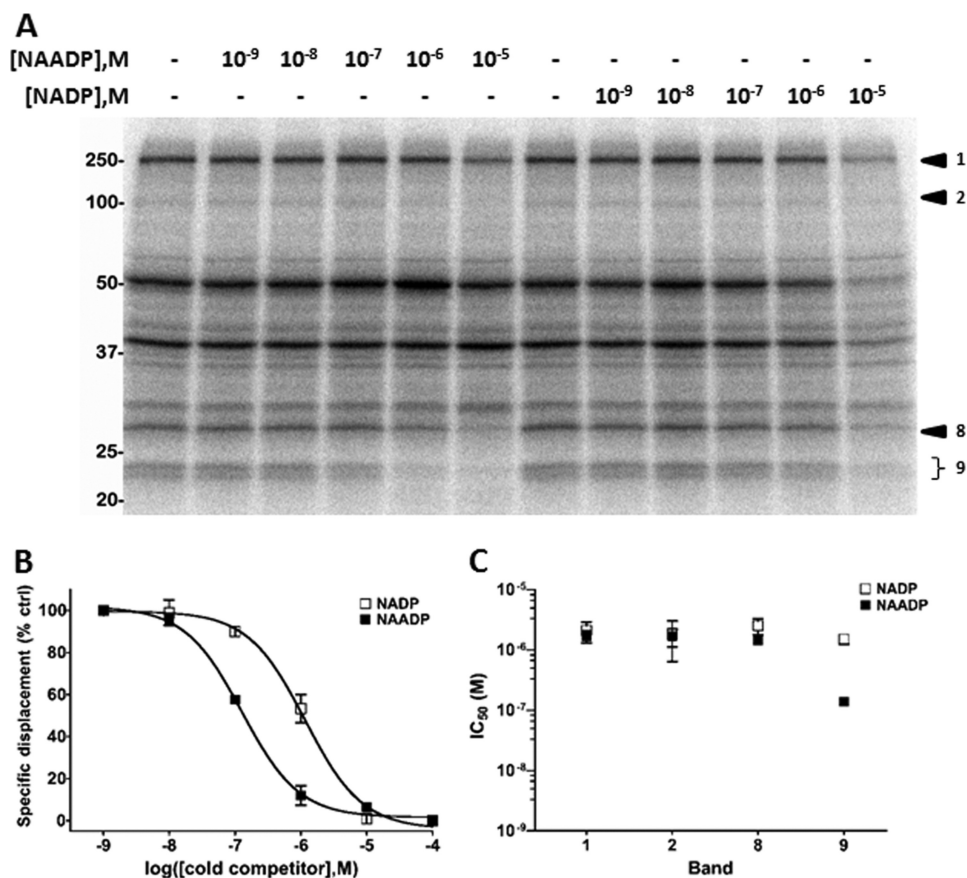 A
[NAADP],M - 10-9 10-8 10-7 10-6 10-5 - - - - - -
[NADP],M - - - - - - - 10-9 10-8 10-7 10-6 10-5
250- 1
100- 2
50-
37-
25- 8
9
20-
B
NADP
NAADP
Specific displacement (% ctrl)
100
80
60
40
20
0
-9 -8 -7 -6 -5 -4
log([cold competitor],M)
C
NADP
NAADP
IC50 (M)
10-5
10-6
10-7
10-8
10-9
1 2 8 9
Band